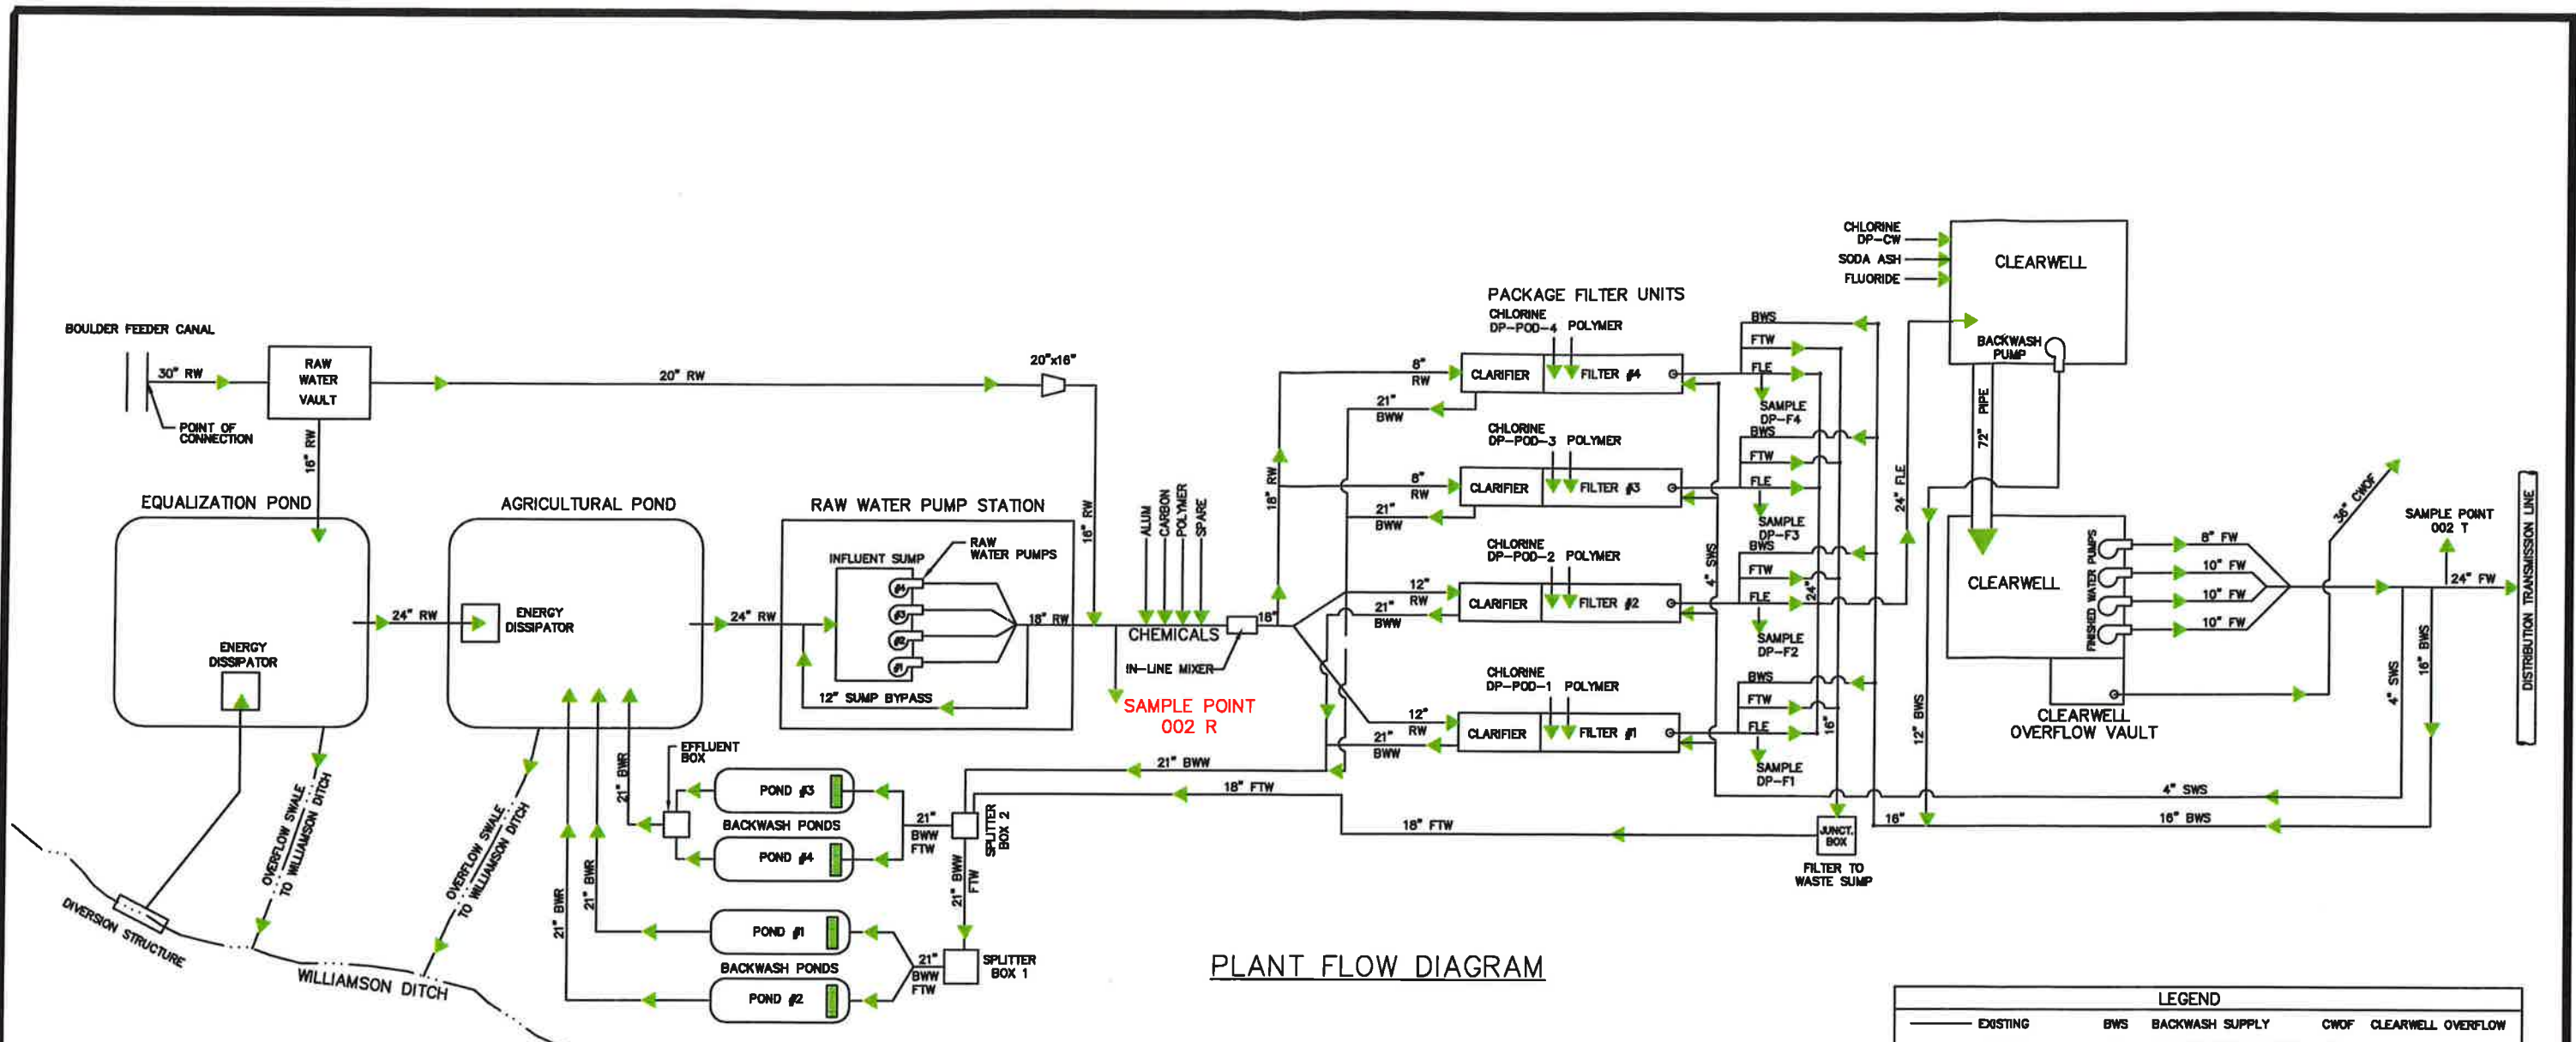 BOULDER FEEDER CANAL
30" RW
POINT OF
CONNECTION
RAW
WATER
VAULT
20" RW
20"x16"
16" RW
16" RW
EQUALIZATION POND
ENERGY
DISSIPATOR
24" RW
AGRICULTURAL POND
ENERGY
DISSIPATOR
24" RW
RAW WATER PUMP STATION
INFLUENT SUMP
RAW
WATER PUMPS
#4
#3
#2
#1
12" SUMP BYPASS
18" RW
ALUM
CARBON
POLYMER
SPARE
CHEMICALS
IN-LINE MIXER
18"
SAMPLE POINT
002 R
18" RW
PACKAGE FILTER UNITS
CHLORINE
DP-POD-4 POLYMER
8"
RW
CLARIFIER
FILTER #4
21"
BWW
BWS
FTW
FLE
SAMPLE
DP-F4
CHLORINE
DP-POD-3 POLYMER
8"
RW
CLARIFIER
FILTER #3
21"
BWW
BWS
FTW
FLE
SAMPLE
DP-F3
CHLORINE
DP-POD-2 POLYMER
12"
RW
CLARIFIER
FILTER #2
21"
BWW
BWS
FTW
FLE
SAMPLE
DP-F2
CHLORINE
DP-POD-1 POLYMER
12"
RW
CLARIFIER
FILTER #1
21"
BWW
BWS
FTW
FLE
SAMPLE
DP-F1
4" SWS
24"
16"
24" FLE
CHLORINE
DP-CW
SODA ASH
FLUORIDE
CLEARWELL
BACKWASH
PUMP
72" PIPE
CLEARWELL
FINISHED WATER PUMPS
8" FW
10" FW
10" FW
10" FW
CLEARWELL
OVERFLOW VAULT
36" CWOF
SAMPLE POINT
002 T
24" FW
DISTRIBUTION TRANSMISSION LINE
12" BWS
4" SWS
16" BWS
4" SWS
16"
16" BWS
JUNCT.
BOX
FILTER TO
WASTE SUMP
18" FTW
18" FTW
21" BWW
SPLITTER
BOX 2
21"
BWW
FTW
21" BWW
FTW
SPLITTER
BOX 1
21"
BWW
FTW
EFFLUENT
BOX
POND #3
BACKWASH PONDS
POND #4
POND #1
BACKWASH PONDS
POND #2
21" BWR
21" BWR
21" BWR
OVERFLOW SWALE
TO WILLIAMSON DITCH
OVERFLOW SWALE
TO WILLIAMSON DITCH
DIVERSION STRUCTURE
WILLIAMSON DITCH
PLANT FLOW DIAGRAM
LEGEND
EXISTING BWS BACKWASH SUPPLY CWOF CLEARWELL OVERFLOW